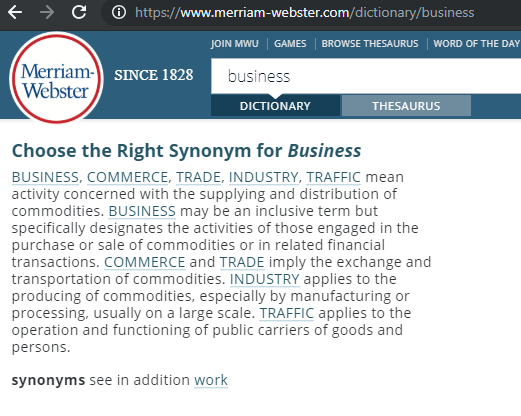 https://www.merriam-webster.com/dictionary/business
JOIN MWU GAMES BROWSE THESAURUS WORD OF THE DAY
Merriam-
Webster
SINCE 1828
business
DICTIONARY THESAURUS
Choose the Right Synonym for Business
BUSINESS, COMMERCE, TRADE, INDUSTRY, TRAFFIC mean
activity concerned with the supplying and distribution of
commodities. BUSINESS may be an inclusive term but
specifically designates the activities of those engaged in the
purchase or sale of commodities or in related financial
transactions. COMMERCE and TRADE imply the exchange and
transportation of commodities. INDUSTRY applies to the
producing of commodities, especially by manufacturing or
processing, usually on a large scale. TRAFFIC applies to the
operation and functioning of public carriers of goods and
persons.
synonyms see in addition work